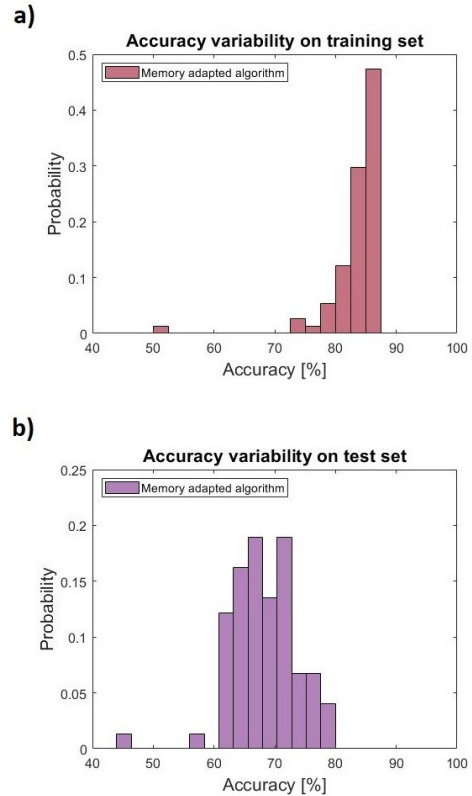 a)
Accuracy variability on training set
Memory adapted algorithm
Probability
0.5
0.4
0.3
0.2
0.1
0
40 50 60 70 80 90 100
Accuracy [%]
b)
Accuracy variability on test set
Memory adapted algorithm
Probability
0.25
0.2
0.15
0.1
0.05
0
40 50 60 70 80 90 100
Accuracy [%]